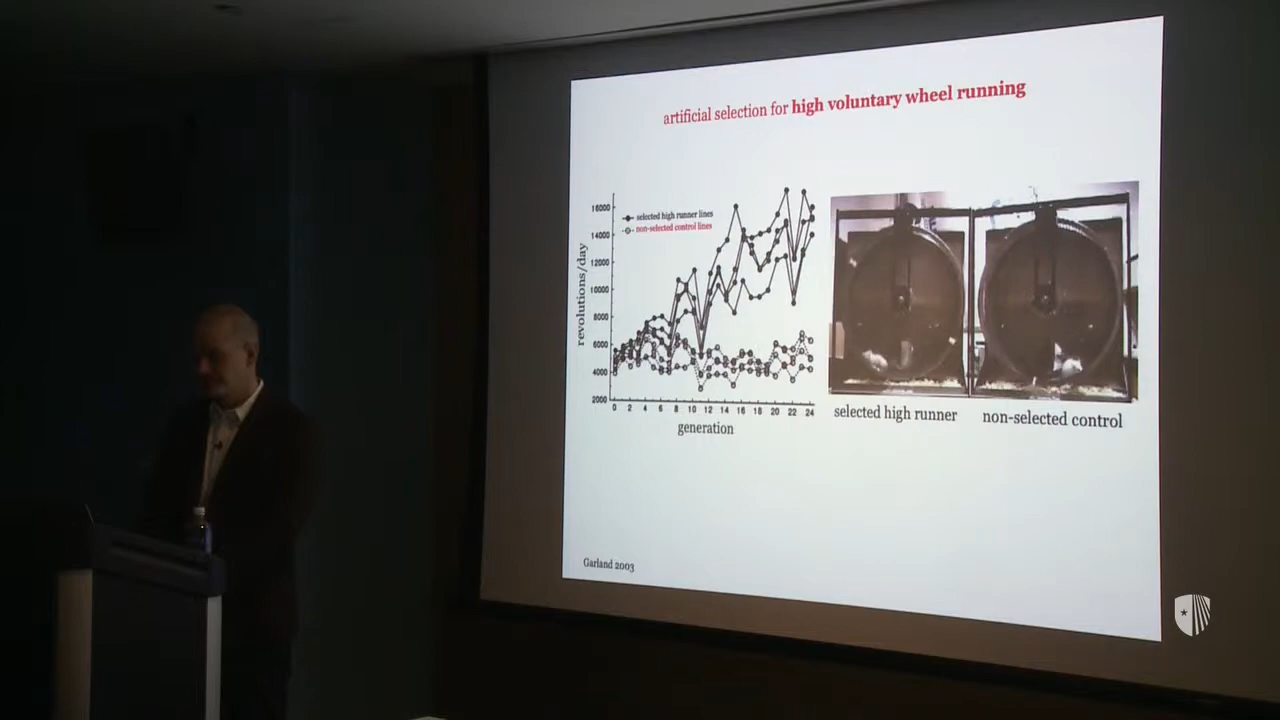 artificial selection for high voluntary wheel running
16000
14000
12000
10000
8000
6000
4000
2000
revolutions/day
selected high runner lines
non-selected control lines
0 2 4 6 8 10 12 14 16 18 20 22 24
generation
selected high runner
non-selected control
Garland 2003